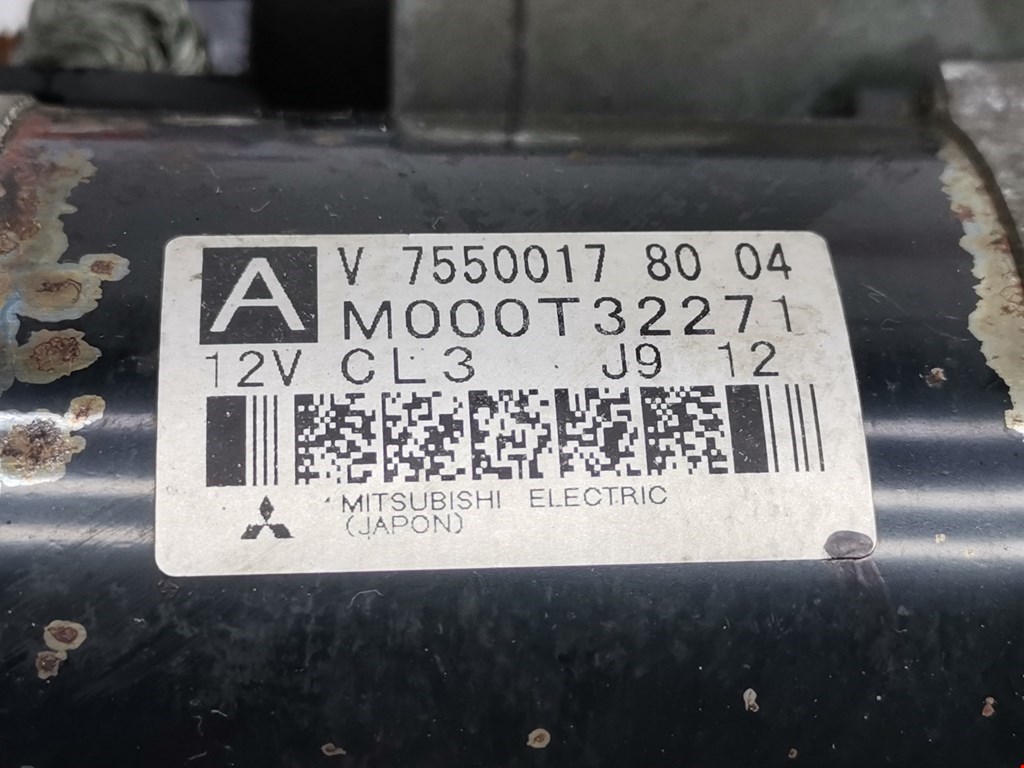 A
V 7550017 80 04
M000T32271
12V CL3 J9 12
MITSUBISHI ELECTRIC
(JAPON)